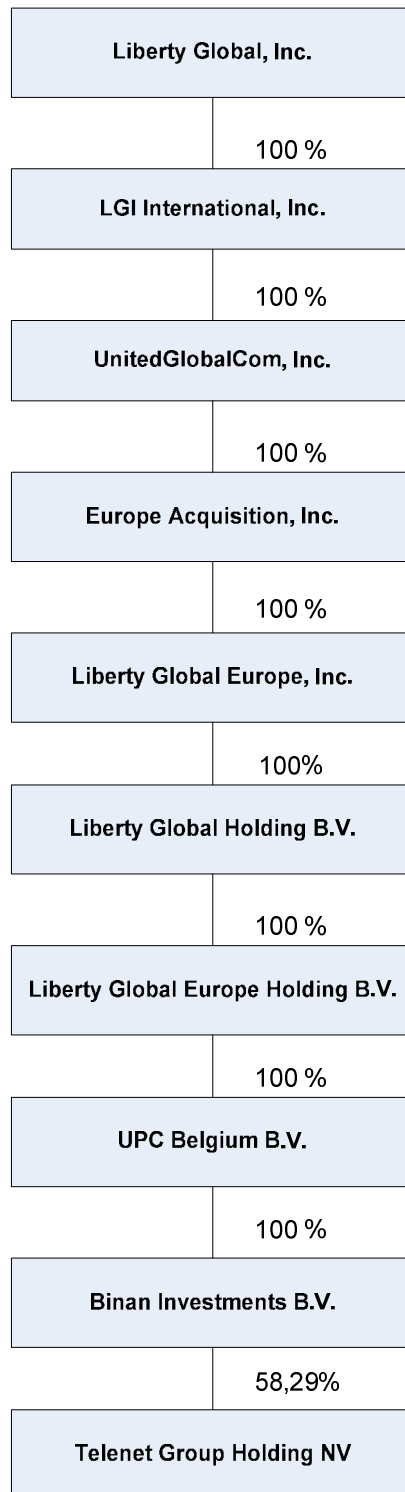 Liberty Global, Inc.
100 %
LGI International, Inc.
100 %
UnitedGlobalCom, Inc.
100 %
Europe Acquisition, Inc.
100 %
Liberty Global Europe, Inc.
100%
Liberty Global Holding B.V.
100 %
Liberty Global Europe Holding B.V.
100 %
UPC Belgium B.V.
100 %
Binan Investments B.V.
58,29%
Telenet Group Holding NV